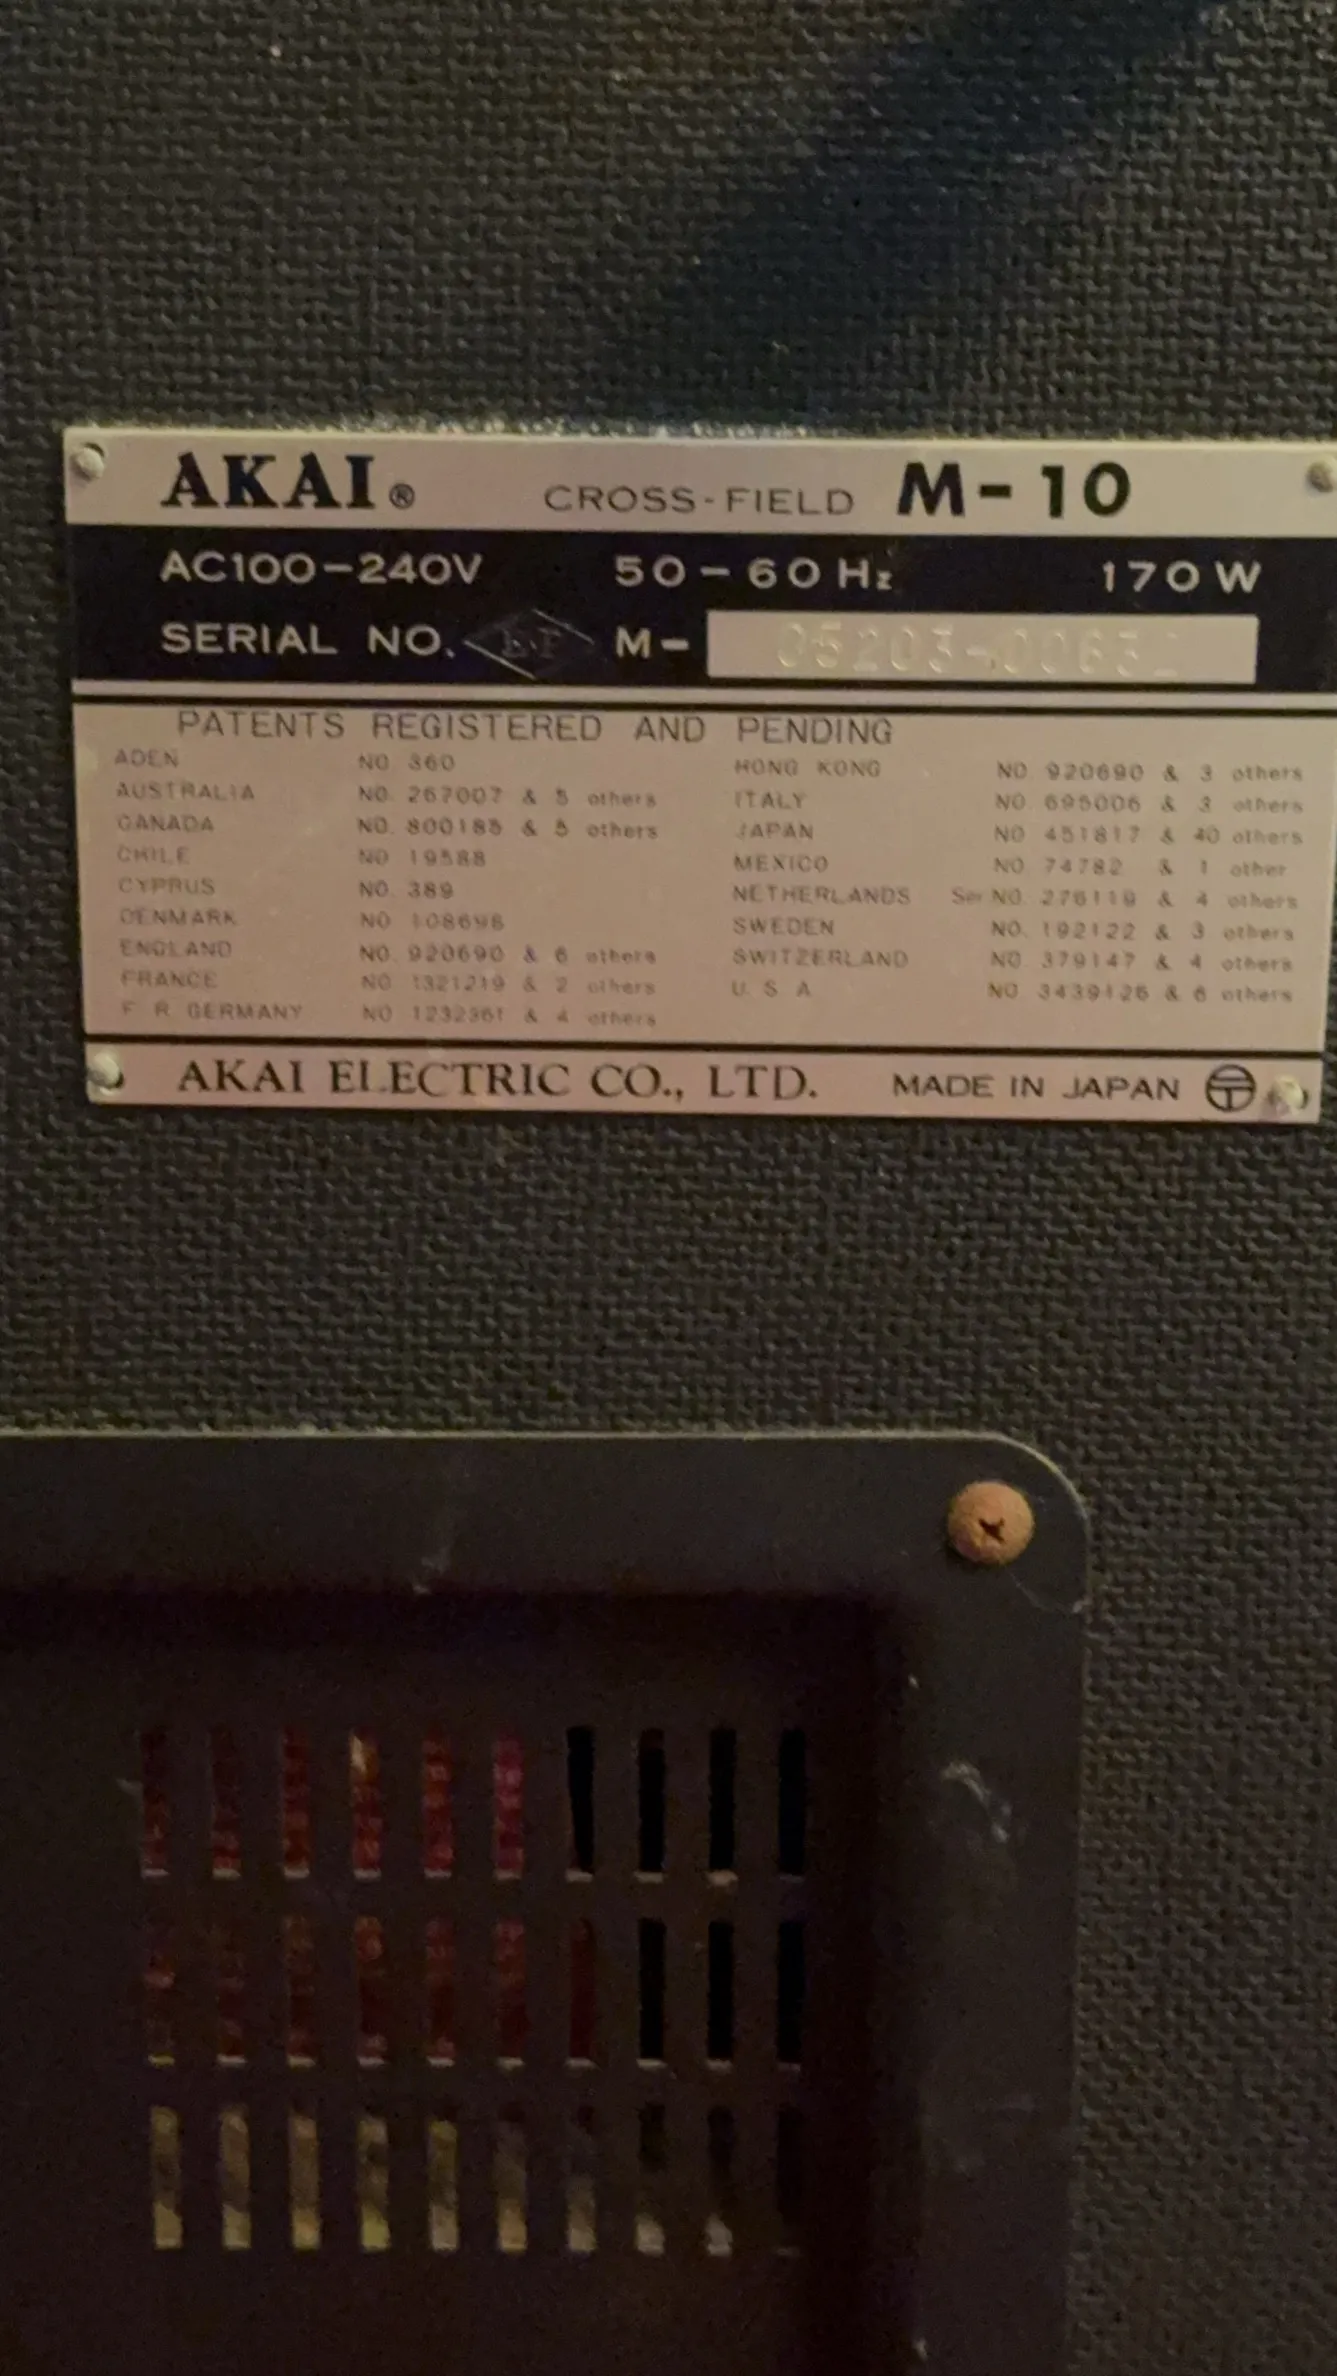 AKAI® CROSS-FIELD M-10
AC100-240V 50-60Hz 170W
SERIAL NO. M-
PATENTS REGISTERED AND PENDING
ADEN NO. 360
AUSTRALIA NO. 267007 & 5 others
CANADA NO. 800185 & 5 others
CHILE NO. 19588
CYPRUS NO. 389
DENMARK NO. 108698
ENGLAND NO. 920690 & 6 others
FRANCE NO. 1321219 & 2 others
F. R. GERMANY NO. 1232361 & 4 others
HONG KONG NO. 920690 & 3 others
ITALY NO. 695006 & 3 others
JAPAN NO. 451817 & 40 others
MEXICO NO. 74782 & 1 other
NETHERLANDS Ser. NO. 276119 & 4 others
SWEDEN NO. 192122 & 3 others
SWITZERLAND NO. 379147 & 4 others
U. S. A. NO. 3439126 & 6 others
AKAI ELECTRIC CO., LTD. MADE IN JAPAN